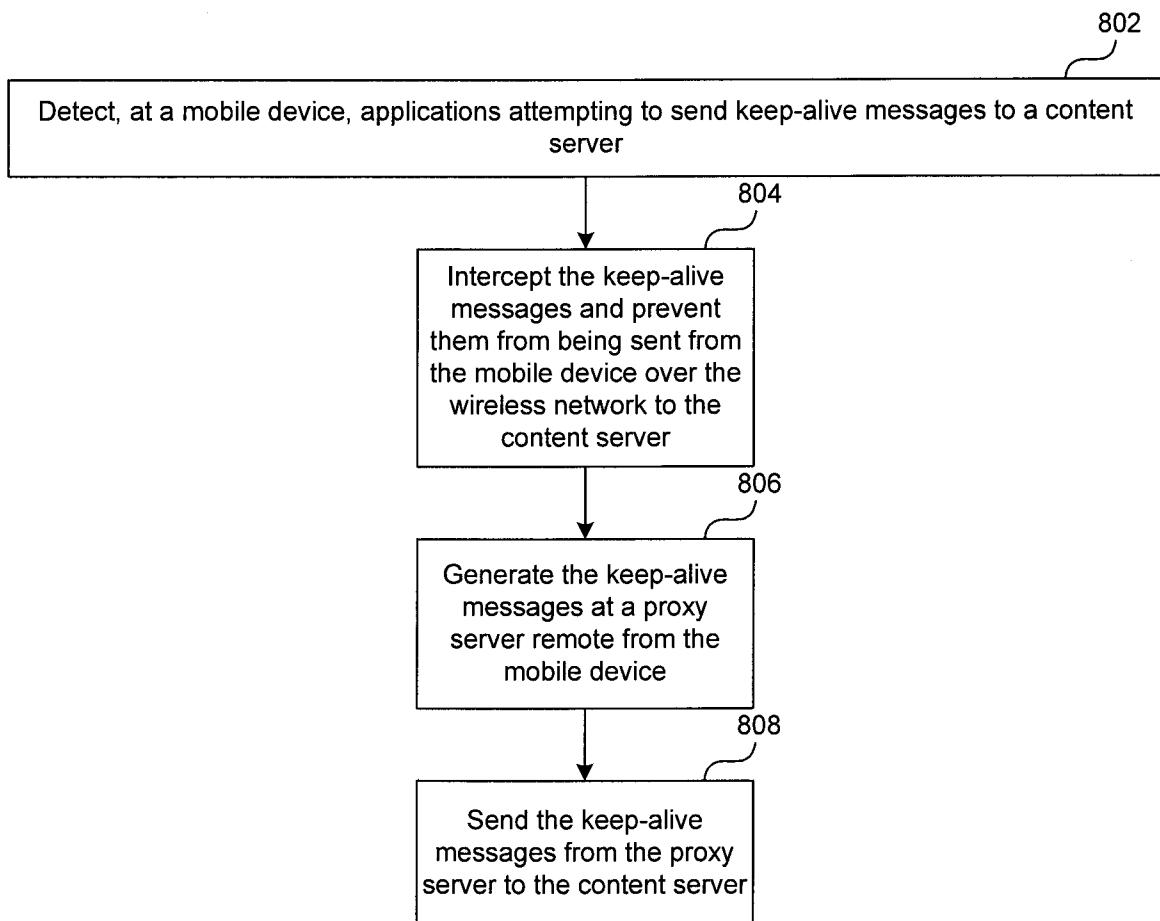 802
Detect, at a mobile device, applications attempting to send keep-alive messages to a content
server
804
Intercept the keep-alive
messages and prevent
them from being sent from
the mobile device over the
wireless network to the
content server
806
Generate the keep-alive
messages at a proxy
server remote from the
mobile device
808
Send the keep-alive
messages from the proxy
server to the content server